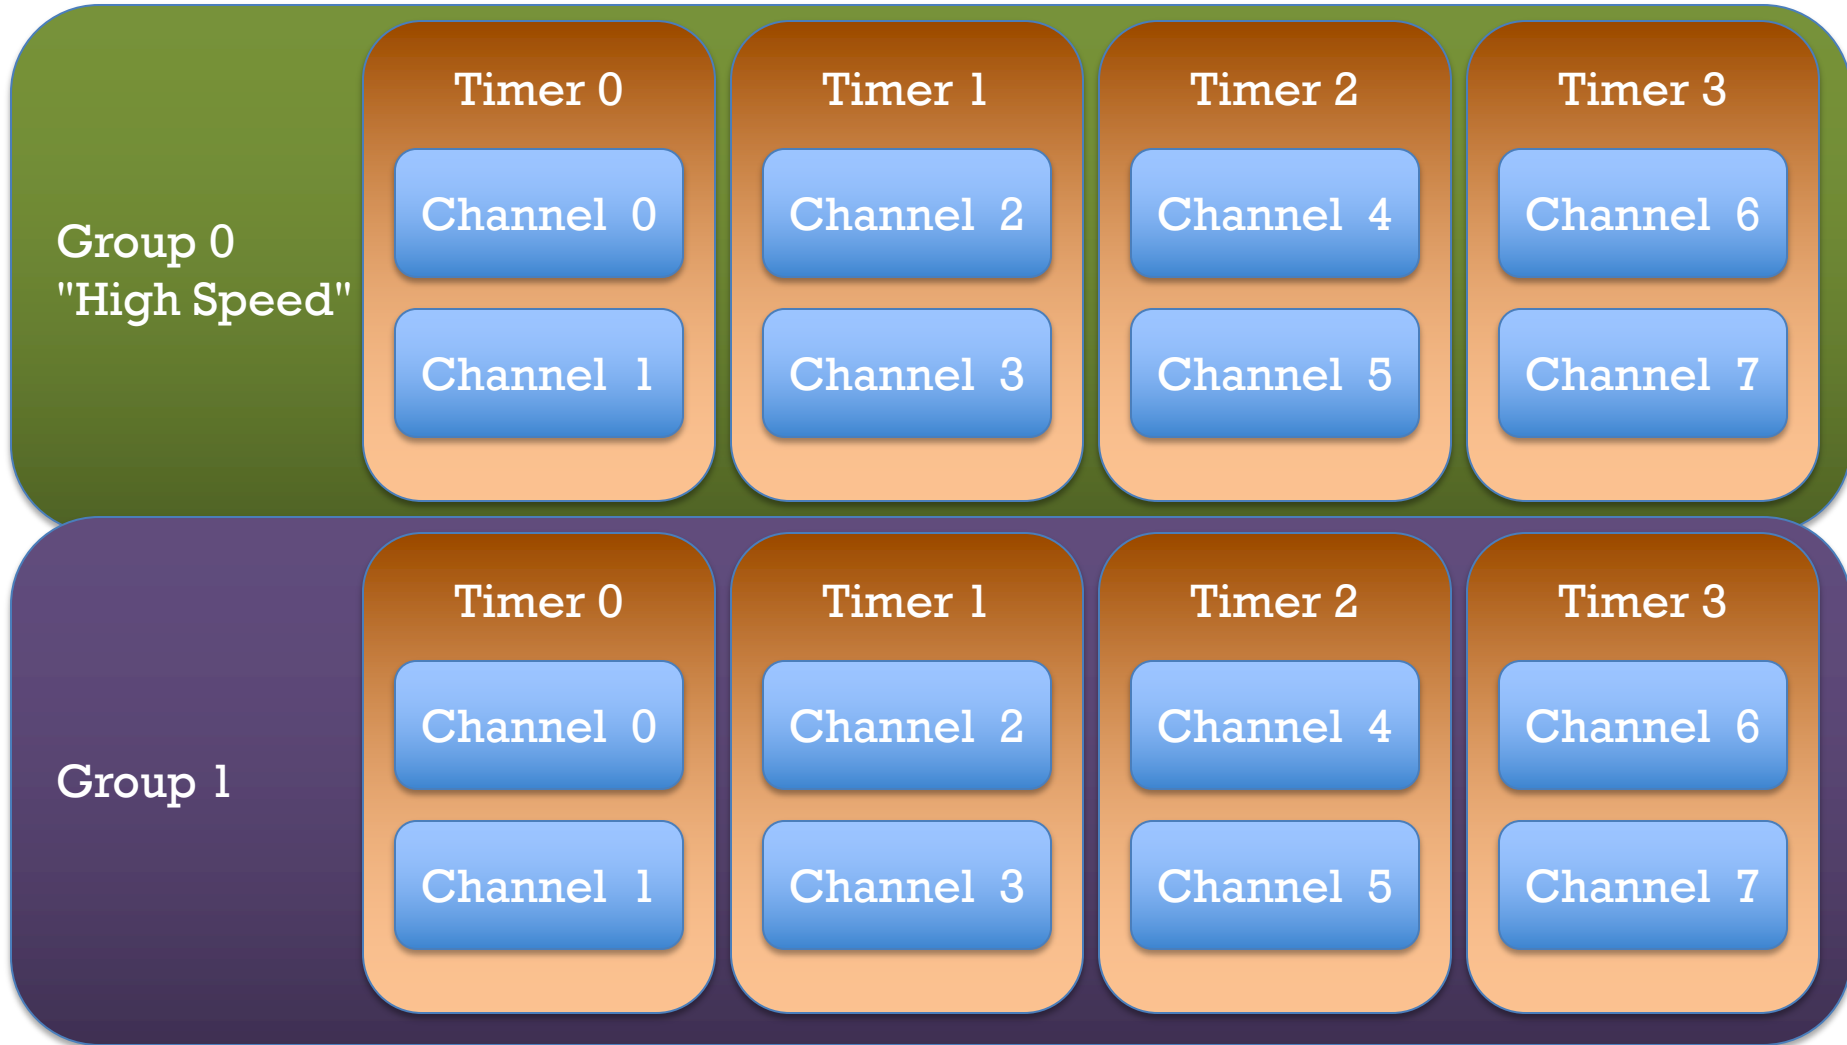 Group 0
"High Speed"
Timer 0
Channel 0
Channel 1
Timer 1
Channel 2
Channel 3
Timer 2
Channel 4
Channel 5
Timer 3
Channel 6
Channel 7
Group 1
Timer 0
Channel 0
Channel 1
Timer 1
Channel 2
Channel 3
Timer 2
Channel 4
Channel 5
Timer 3
Channel 6
Channel 7